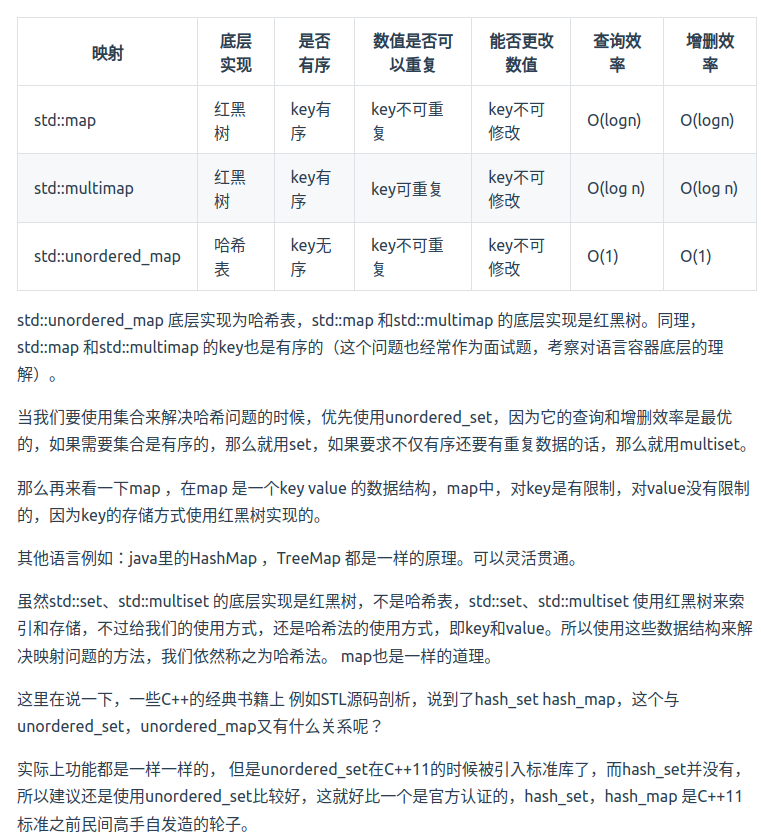 映射 底层实现 是否有序 数值是否可以重复 能否更改数值 查询效率 增删效率
std::map 红黑树 key有序 key不可重复 key不可修改 O(logn) O(logn)
std::multimap 红黑树 key有序 key可重复 key不可修改 O(log n) O(log n)
std::unordered_map 哈希表 key无序 key不可重复 key不可修改 O(1) O(1)
std::unordered_map 底层实现为哈希表，std::map 和std::multimap 的底层实现是红黑树。同理，
std::map 和std::multimap 的key也是有序的（这个问题也经常作为面试题，考察对语言容器底层的理
解）。
当我们要使用集合来解决哈希问题的时候，优先使用unordered_set，因为它的查询和增删效率是最优
的，如果需要集合是有序的，那么就用set，如果要求不仅有序还要有重复数据的话，那么就用multiset。
那么再来看一下map ，在map 是一个key value 的数据结构，map中，对key是有限制，对value没有限制
的，因为key的存储方式使用红黑树实现的。
其他语言例如：java里的HashMap ，TreeMap 都是一样的原理。可以灵活贯通。
虽然std::set、std::multiset 的底层实现是红黑树，不是哈希表，std::set、std::multiset 使用红黑树来索
引和存储，不过给我们的使用方式，还是哈希法的使用方式，即key和value。所以使用这些数据结构来解
决映射问题的方法，我们依然称之为哈希法。 map也是一样的道理。
这里在说一下，一些C++的经典书籍上 例如STL源码剖析，说到了hash_set hash_map，这个与
unordered_set，unordered_map又有什么关系呢？
实际上功能都是一样一样的， 但是unordered_set在C++11的时候被引入标准库了，而hash_set并没有，
所以建议还是使用unordered_set比较好，这就好比一个是官方认证的，hash_set，hash_map 是C++11
标准之前民间高手自发造的轮子。